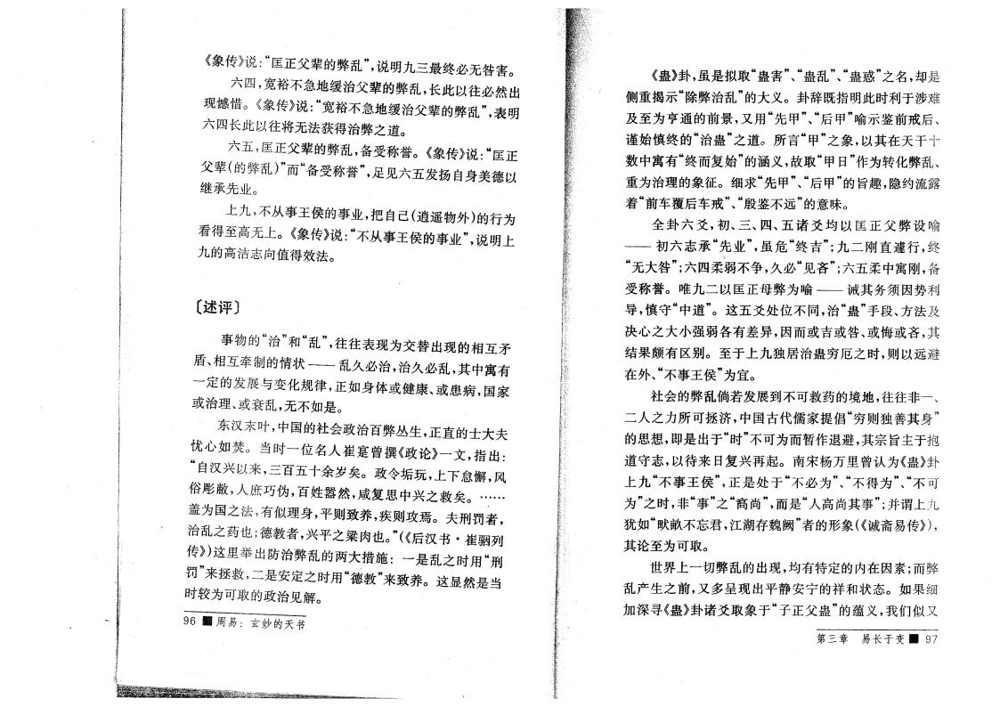 《象传》说：“匡正父辈的弊乱”，说明九三最终必无咎害。
六四，宽裕不急地缓治父辈的弊乱，长此以往必然出
现憾惜。《象传》说：“宽裕不急地缓治父辈的弊乱”，表明
六四长此以往将无法获得治弊之道。
六五，匡正父辈的弊乱，备受称誉。《象传》说：“匡正
父辈（的弊乱）”而“备受称誉”，足见六五发扬自身美德以
继承先业。
上九，不从事王侯的事业，把自己（逍遥物外）的行为
看得至高无上。《象传》说：“不从事王侯的事业”，说明上
九的高洁志向值得效法。
〔述评〕
事物的“治”和“乱”，往往表现为交替出现的相互矛
盾、相互牵制的情状——乱久必治，治久必乱，其中寓有
一定的发展与变化规律，正如身体或健康、或患病，国家
或治理、或衰乱，无不如是。
东汉末叶，中国的社会政治百弊丛生，正直的士大夫
忧心如焚。当时一位名人崔寔曾撰《政论》一文，指出：
“自汉兴以来，三百五十余岁矣。政令垢玩，上下怠懈，风
俗彫敝，人庶巧伪，百姓嚣然，咸复思中兴之救矣。……
盖为国之法，有似理身，平则致养，疾则攻焉。夫刑罚者，
治乱之药也；德教者，兴平之粱肉也。”（《后汉书·崔骃列
传》）这里举出防治弊乱的两大措施：一是乱之时用“刑
罚”来拯救，二是安定之时用“德教”来致养。这显然是当
时较为可取的政治见解。
96 ■ 周易：玄妙的天书
《蛊》卦，虽是拟取“蛊害”、“蛊乱”、“蛊惑”之名，却是
侧重揭示“除弊治乱”的大义。卦辞既指明此时利于涉难
及至为亨通的前景，又用“先甲”、“后甲”喻示鉴前戒后、
谨始慎终的“治蛊”之道。所言“甲”之象，以其在天干十
数中寓有“终而复始”的涵义，故取“甲日”作为转化弊乱、
重为治理的象征。细求“先甲”、“后甲”的旨趣，隐约流露
着“前车覆后车戒”、“殷鉴不远”的意味。
全卦六爻，初、三、四、五诸爻均以匡正父弊设喻
——初六志承“先业”，虽危“终吉”；九二刚直遽行，终
“无大咎”；六四柔弱不争，久必“见吝”；六五柔中寓刚，备
受称誉。唯九二以匡正母弊为喻——诫其务须因势利
导，慎守“中道”。这五爻处位不同，治“蛊”手段、方法及
决心之大小强弱各有差异，因而或吉或咎、或悔或吝，其
结果颇有区别。至于上九独居治蛊穷厄之时，则以远避
在外、“不事王侯”为宜。
社会的弊乱倘若发展到不可救药的境地，往往非一、
二人之力所可拯济，中国古代儒家提倡“穷则独善其身”
的思想，即是出于“时”不可为而暂作退避，其宗旨主于抱
道守志，以待来日复兴再起。南宋杨万里曾认为《蛊》卦
上九“不事王侯”，正是处于“不必为”、“不得为”、“不可
为”之时，非“事”之“高尚”，而是“人高尚其事”；并谓上九
犹如“畎畝不忘君，江湖存魏阙”者的形象（《诚斋易传》），
其论至为可取。
世界上一切弊乱的出现，均有特定的内在因素；而弊
乱产生之前，又多呈现出平静安宁的祥和状态。如果细
加深寻《蛊》卦诸爻取象于“子正父蛊”的蕴义，我们似又
第三章 易长于变 ■ 97